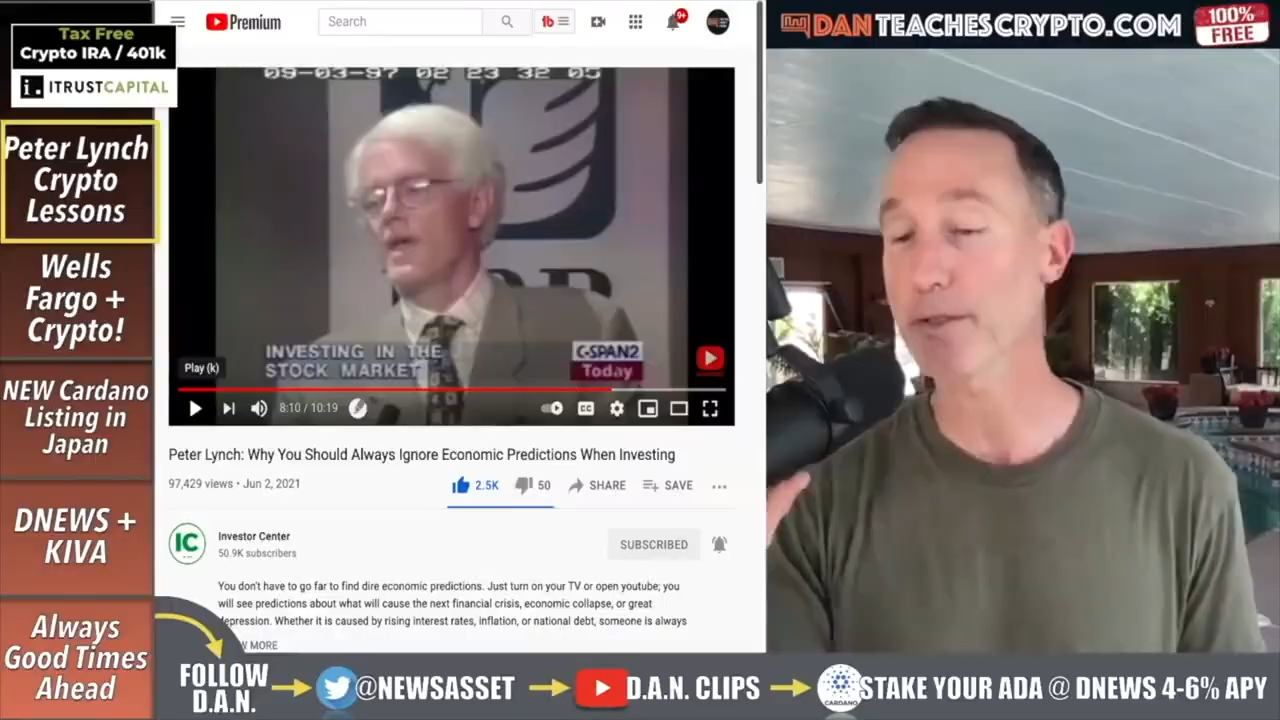 Tax Free
Crypto IRA / 401k
ITRUSTCAPITAL
Peter Lynch
Crypto
Lessons
Wells
Fargo +
Crypto!
NEW Cardano
Listing in
Japan
DNEWS +
KIVA
Always
Good Times
Ahead
Premium
Search
9+
DANTEACHESCRYPTO.COM
100%
FREE
09-03-97 02 23 32 05
INVESTING IN THE
STOCK MARKET
C-SPAN2
Today
Play (k)
8:10 / 10:19
CC
Peter Lynch: Why You Should Always Ignore Economic Predictions When Investing
97,429 views • Jun 2, 2021
2.5K
50
SHARE
SAVE
IC
Investor Center
50.9K subscribers
SUBSCRIBED
You don't have to go far to find dire economic predictions. Just turn on your TV or open youtube; you
will see predictions about what will cause the next financial crisis, economic collapse, or great
depression. Whether it is caused by rising interest rates, inflation, or national debt, someone is always
W MORE
FOLLOW
D.A.N.
@NEWSASSET
D.A.N. CLIPS
CARDANO
STAKE YOUR ADA @ DNEWS 4-6% APY